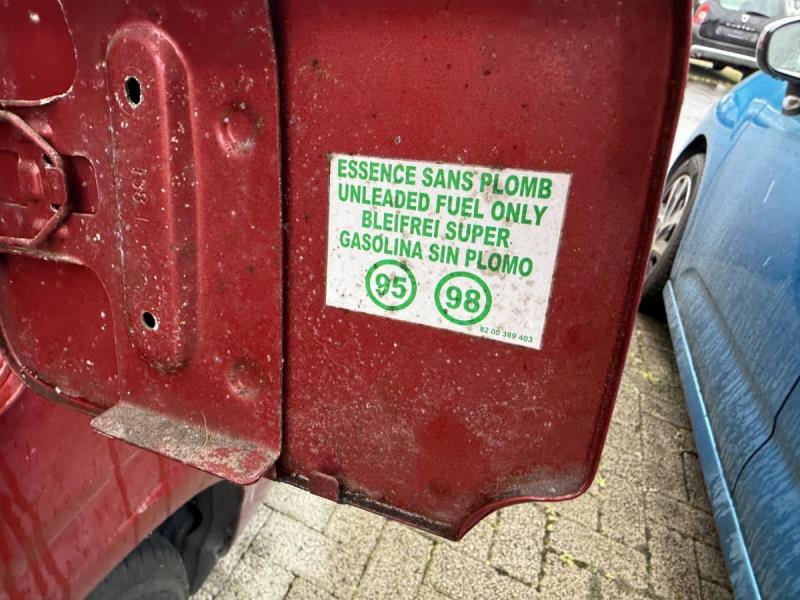 ESSENCE SANS PLOMB
UNLEADED FUEL ONLY
BLEIFREI SUPER
GASOLINA SIN PLOMO
95 98
82 00 389 403